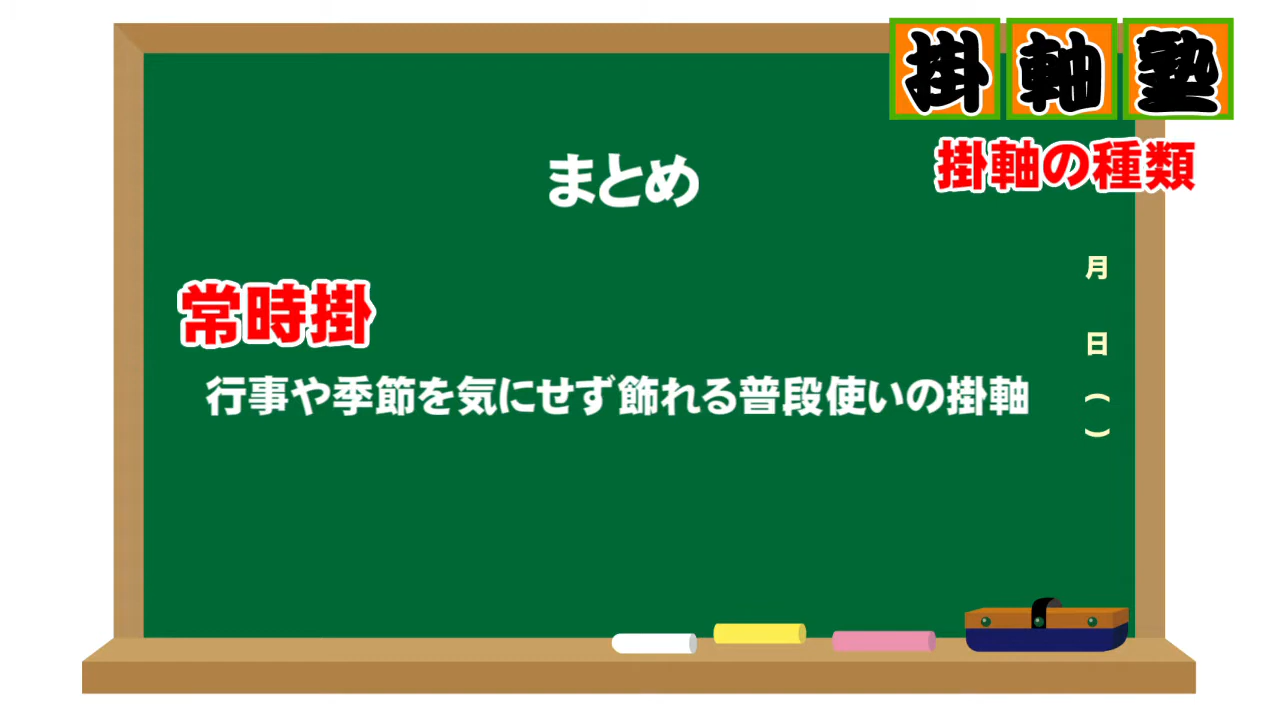 掛軸塾
掛軸の種類
まとめ
常時掛
行事や季節を気にせず飾れる普段使いの掛軸
月 日 ( )